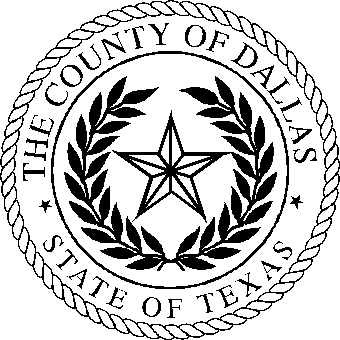 THE COUNTY OF DALLAS
STATE OF TEXAS